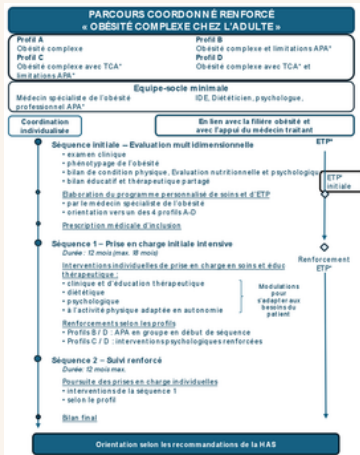 PARCOURS COORDONNÉ RENFORCÉ
« OBÉSITÉ COMPLEXE CHEZ L'ADULTE »
Profil A
Obésité complexe
Profil B
Obésité complexe et limitations APA*
Profil C
Obésité complexe avec TCA*
Profil D
Obésité complexe avec TCA* et
limitations APA*
Equipe-socle minimale
Médecin spécialiste de l'obésité
professionnel APA*
IDE, Diététicien, psychologue,
Coordination
individualisée
En lien avec la filière obésité et
avec l'appui du médecin traitant
Séquence initiale – Evaluation multidimensionnelle
• examen clinique
• phénotypage de l'obésité
• bilan de condition physique, Evaluation nutritionnelle et psychologique
• bilan éducatif et thérapeutique partagé
ETP*
ETP*
initiale
Elaboration du programme personnalisé de soins et d'ETP
• par le médecin spécialiste de l'obésité
• orientation vers un des 4 profils A-D
Prescription médicale d'inclusion
Séquence 1 – Prise en charge initiale intensive
Durée : 12 mois (max. 18 mois)
Renforcement
ETP*
Interventions individuelles de prise en charge en soins et éduc
thérapeutique :
• clinique et d'éducation thérapeutique
• diététique
• psychologique
• à l'activité physique adaptée en autonomie
Modulations
pour
s'adapter aux
besoins du
patient
Renforcements selon les profils
• Profils B / D : APA en groupe en début de séquence
• Profils C / D : interventions psychologiques renforcées
Séquence 2 – Suivi renforcé
Durée: 12 mois max.
Poursuite des prises en charge individuelles
• interventions de la séquence 1
• selon le profil
Bilan final
Orientation selon les recommandations de la HAS